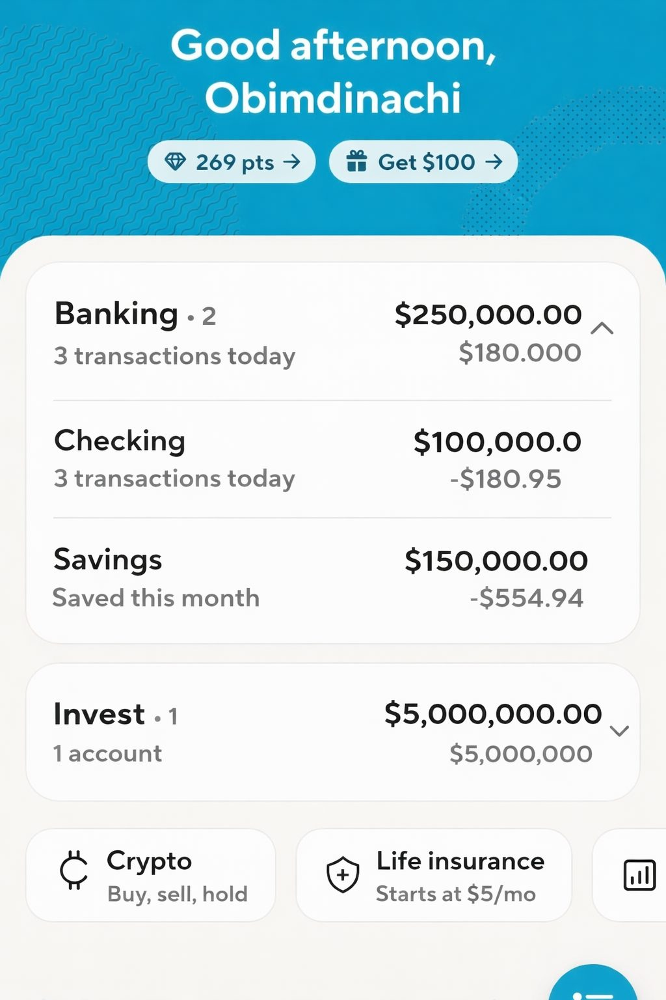 Good afternoon,
Obimdinachi
269 pts →
Get $100 →
Banking • 2
$250,000.00
3 transactions today
$180.000
Checking
$100,000.0
3 transactions today
-$180.95
Savings
$150,000.00
Saved this month
-$554.94
Invest • 1
$5,000,000.00
1 account
$5,000,000
Crypto
Buy, sell, hold
Life insurance
Starts at $5/mo